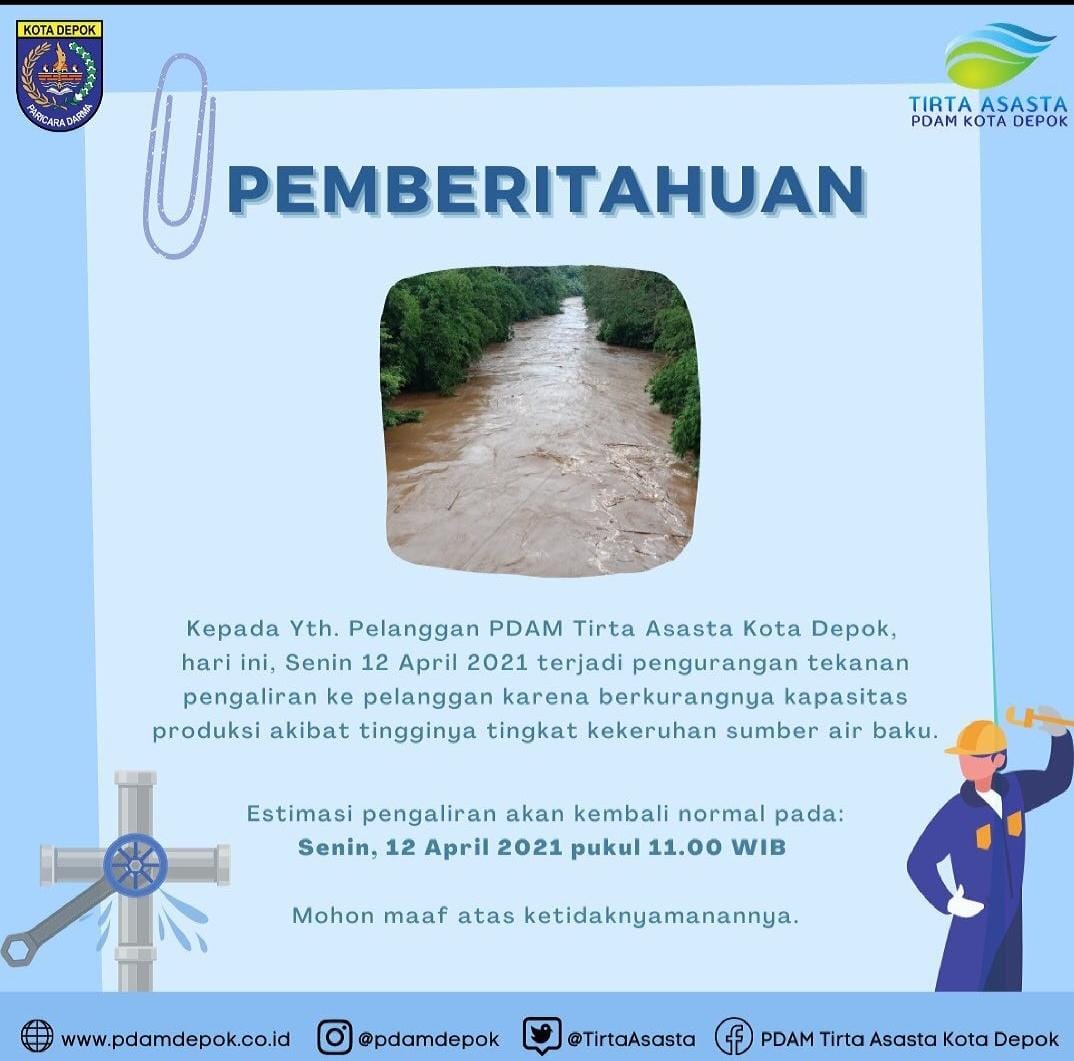 KOTA DEPOK
PARICARA DARMA
TIRTA ASASTA
PDAM KOTA DEPOK
PEMBERITAHUAN
Kepada Yth. Pelanggan PDAM Tirta Asasta Kota Depok,
hari ini, Senin 12 April 2021 terjadi pengurangan tekanan
pengaliran ke pelanggan karena berkurangnya kapasitas
produksi akibat tingginya tingkat kekeruhan sumber air baku.
Estimasi pengaliran akan kembali normal pada:
Senin, 12 April 2021 pukul 11.00 WIB
Mohon maaf atas ketidaknyamanannya.
www.pdamdepok.co.id @pdamdepok @TirtaAsasta PDAM Tirta Asasta Kota Depok